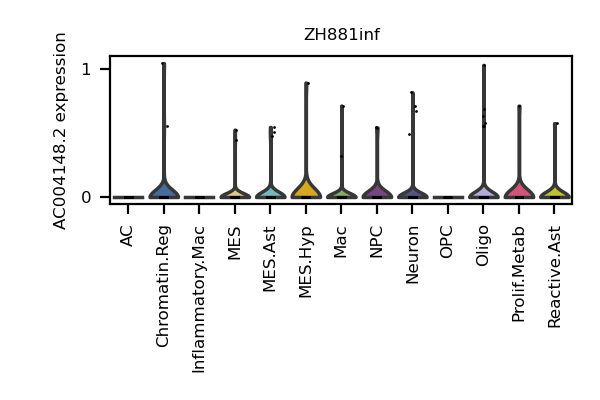 ZH881inf
AC004148.2 expression
1
0
AC
Chromatin.Reg
Inflammatory.Mac
MES
MES.Ast
MES.Hyp
Mac
NPC
Neuron
OPC
Oligo
Prolif.Metab
Reactive.Ast